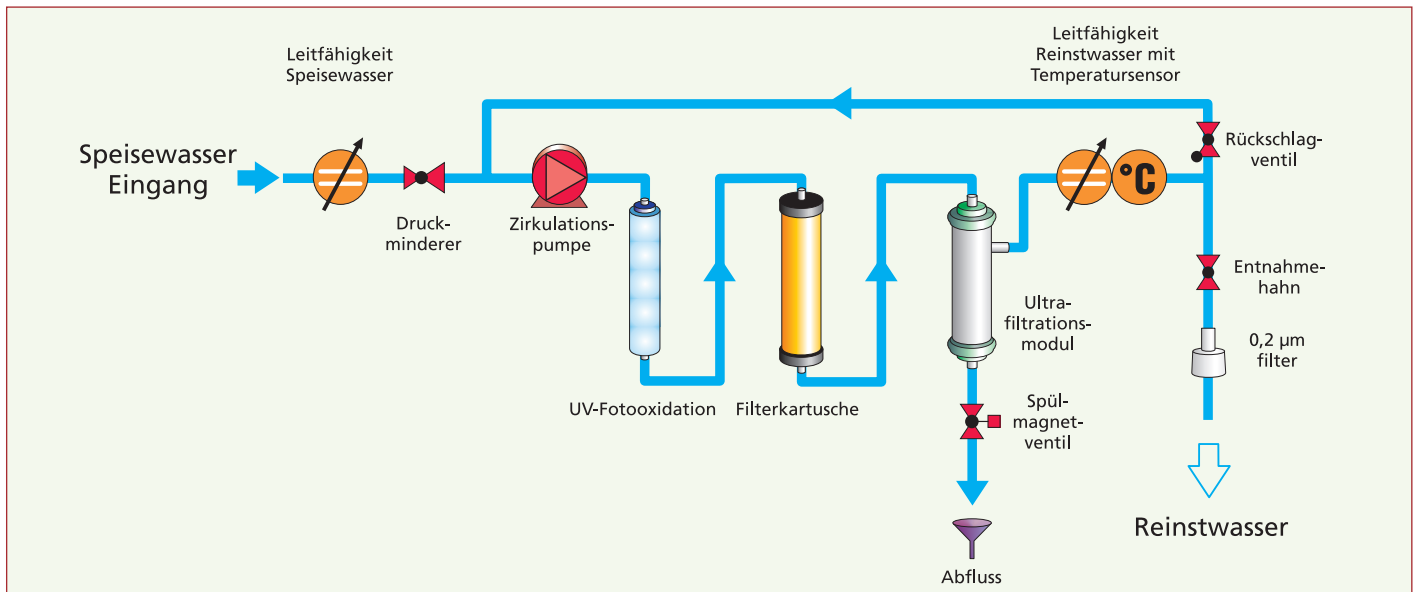 Leitfähigkeit
Speisewasser
Leitfähigkeit
Reinstwasser mit
Temperatursensor
Speisewasser
Eingang
Druck-
minderer
Zirkulations-
pumpe
°C
Rückschlag-
ventil
Entnahme-
hahn
Ultra-
filtrations-
modul
0,2 µm
filter
UV-Fotooxidation
Filterkartusche
Spül-
magnet-
ventil
Reinstwasser
Abfluss